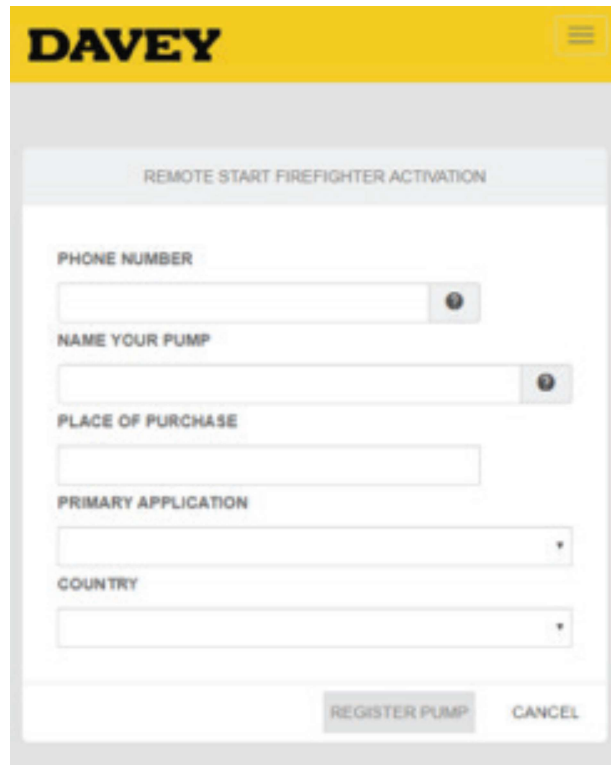 DAVEY
REMOTE START FIREFIGHTER ACTIVATION
PHONE NUMBER
NAME YOUR PUMP
PLACE OF PURCHASE
PRIMARY APPLICATION
COUNTRY
REGISTER PUMP CANCEL